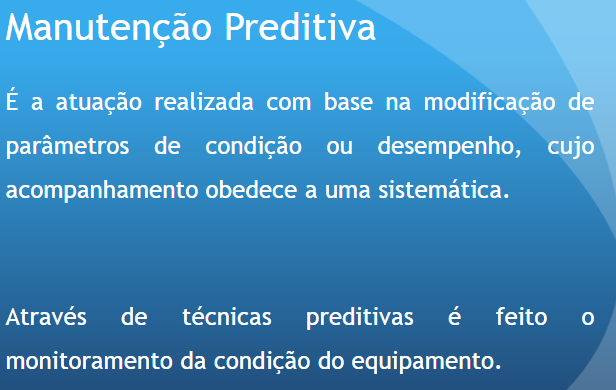 Manutenção Preditiva
É a atuação realizada com base na modificação de
parâmetros de condição ou desempenho, cujo
acompanhamento obedece a uma sistemática.
Através de técnicas preditivas é feito o
monitoramento da condição do equipamento.